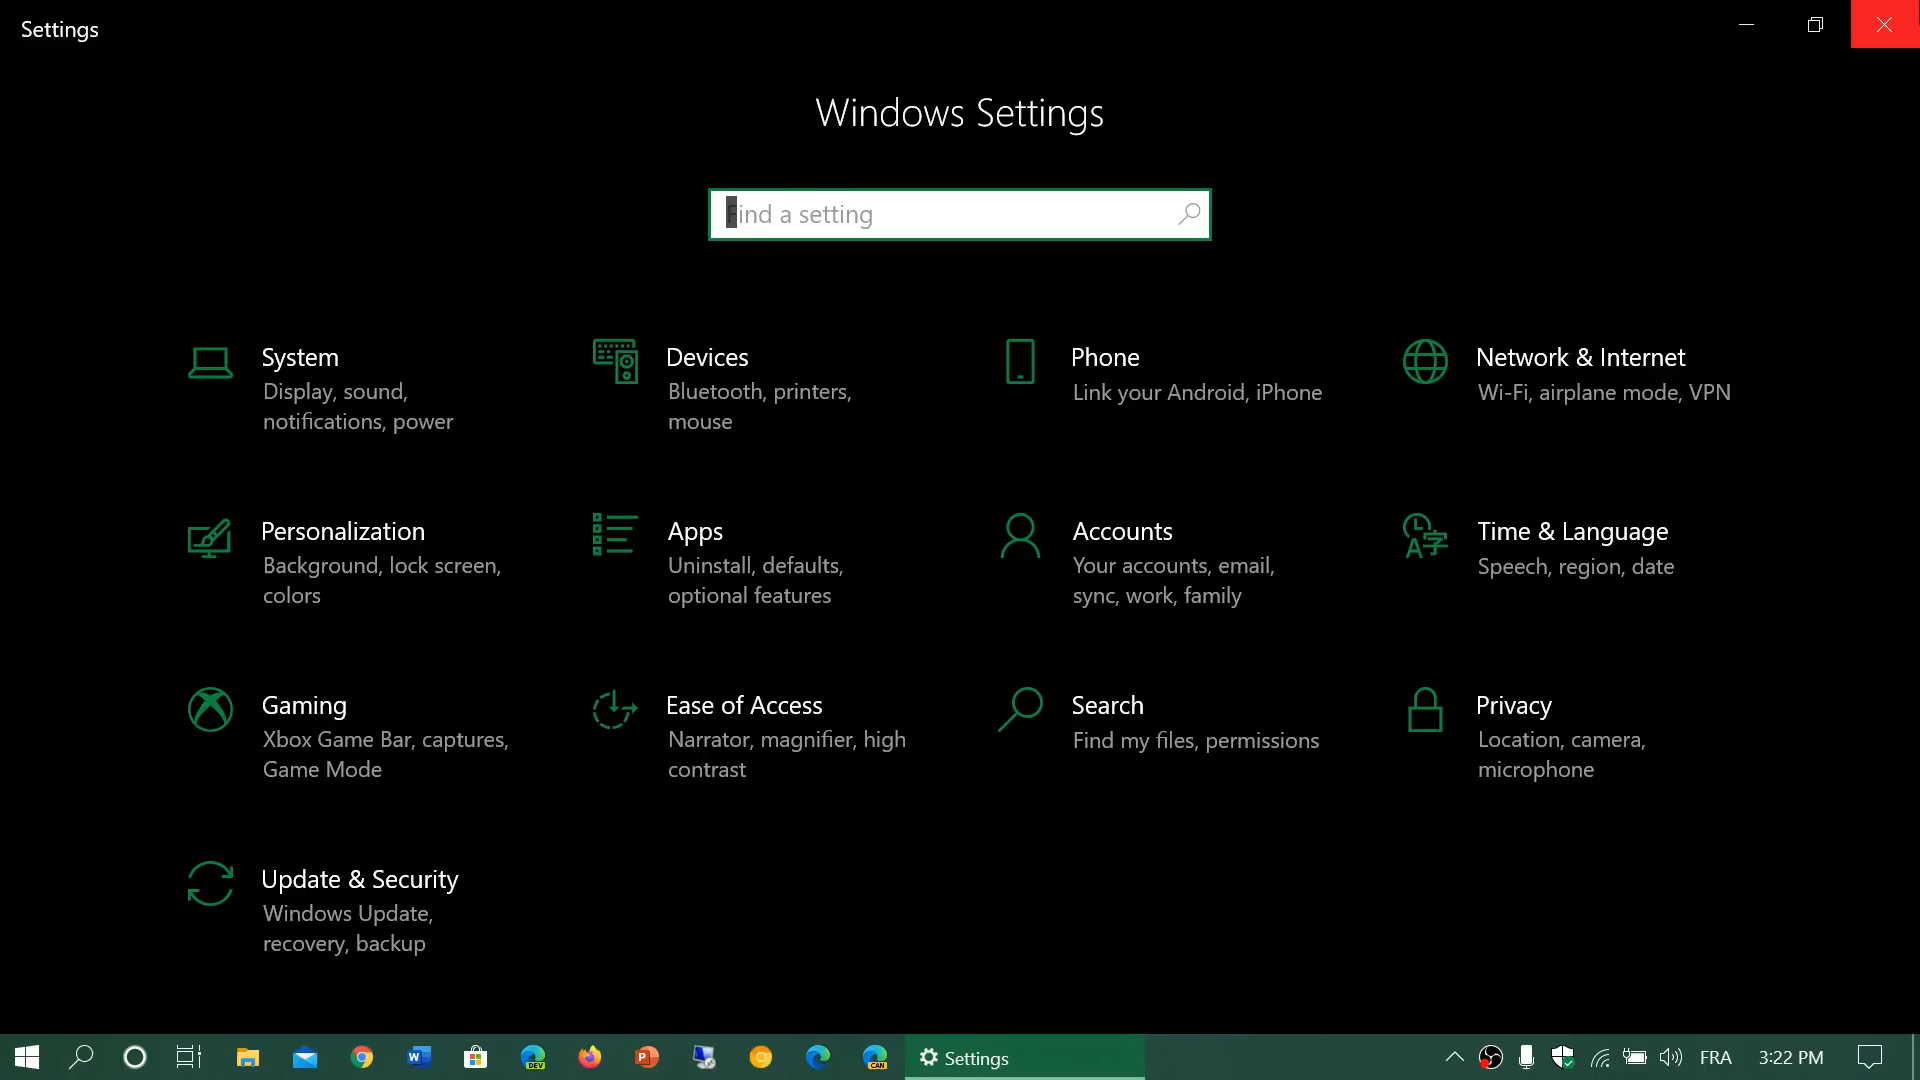 Settings
Windows Settings
Find a setting
System
Display, sound,
notifications, power
Devices
Bluetooth, printers,
mouse
Phone
Link your Android, iPhone
Network & Internet
Wi-Fi, airplane mode, VPN
Personalization
Background, lock screen,
colors
Apps
Uninstall, defaults,
optional features
Accounts
Your accounts, email,
sync, work, family
Time & Language
Speech, region, date
Gaming
Xbox Game Bar, captures,
Game Mode
Ease of Access
Narrator, magnifier, high
contrast
Search
Find my files, permissions
Privacy
Location, camera,
microphone
Update & Security
Windows Update,
recovery, backup
W
DEV
P
CAN
Settings
FRA
3:22 PM